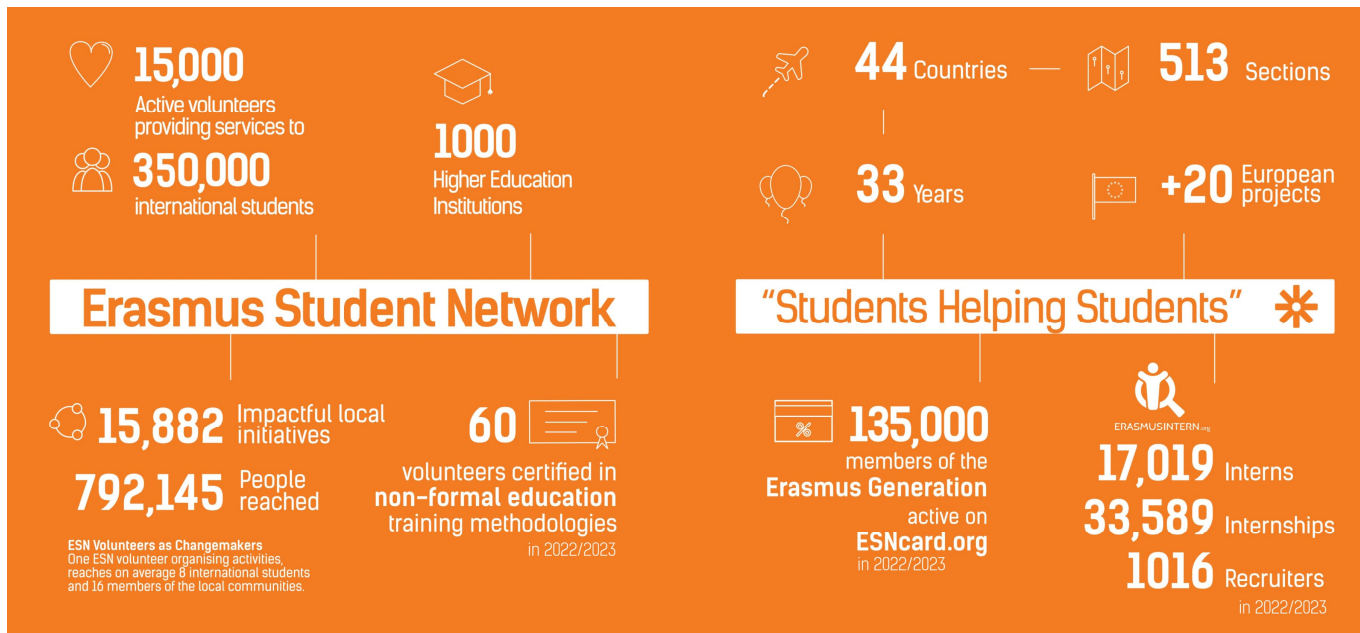 15,000
Active volunteers
providing services to
350,000
international students
1000
Higher Education
Institutions
44 Countries
513 Sections
33 Years
+20 European
projects
Erasmus Student Network
"Students Helping Students"
15,882 Impactful local
initiatives
792,145 People
reached
ESN Volunteers as Changemakers
One ESN volunteer organising activities,
reaches on average 8 international students
and 16 members of the local communities.
60
%
volunteers certified in
non-formal education
training methodologies
in 2022/2023
135,000
members of the
Erasmus Generation
active on
ESNcard.org
in 2022/2023
ERASMUSINTERN.org
17,019 Interns
33,589 Internships
1016 Recruiters
in 2022/2023